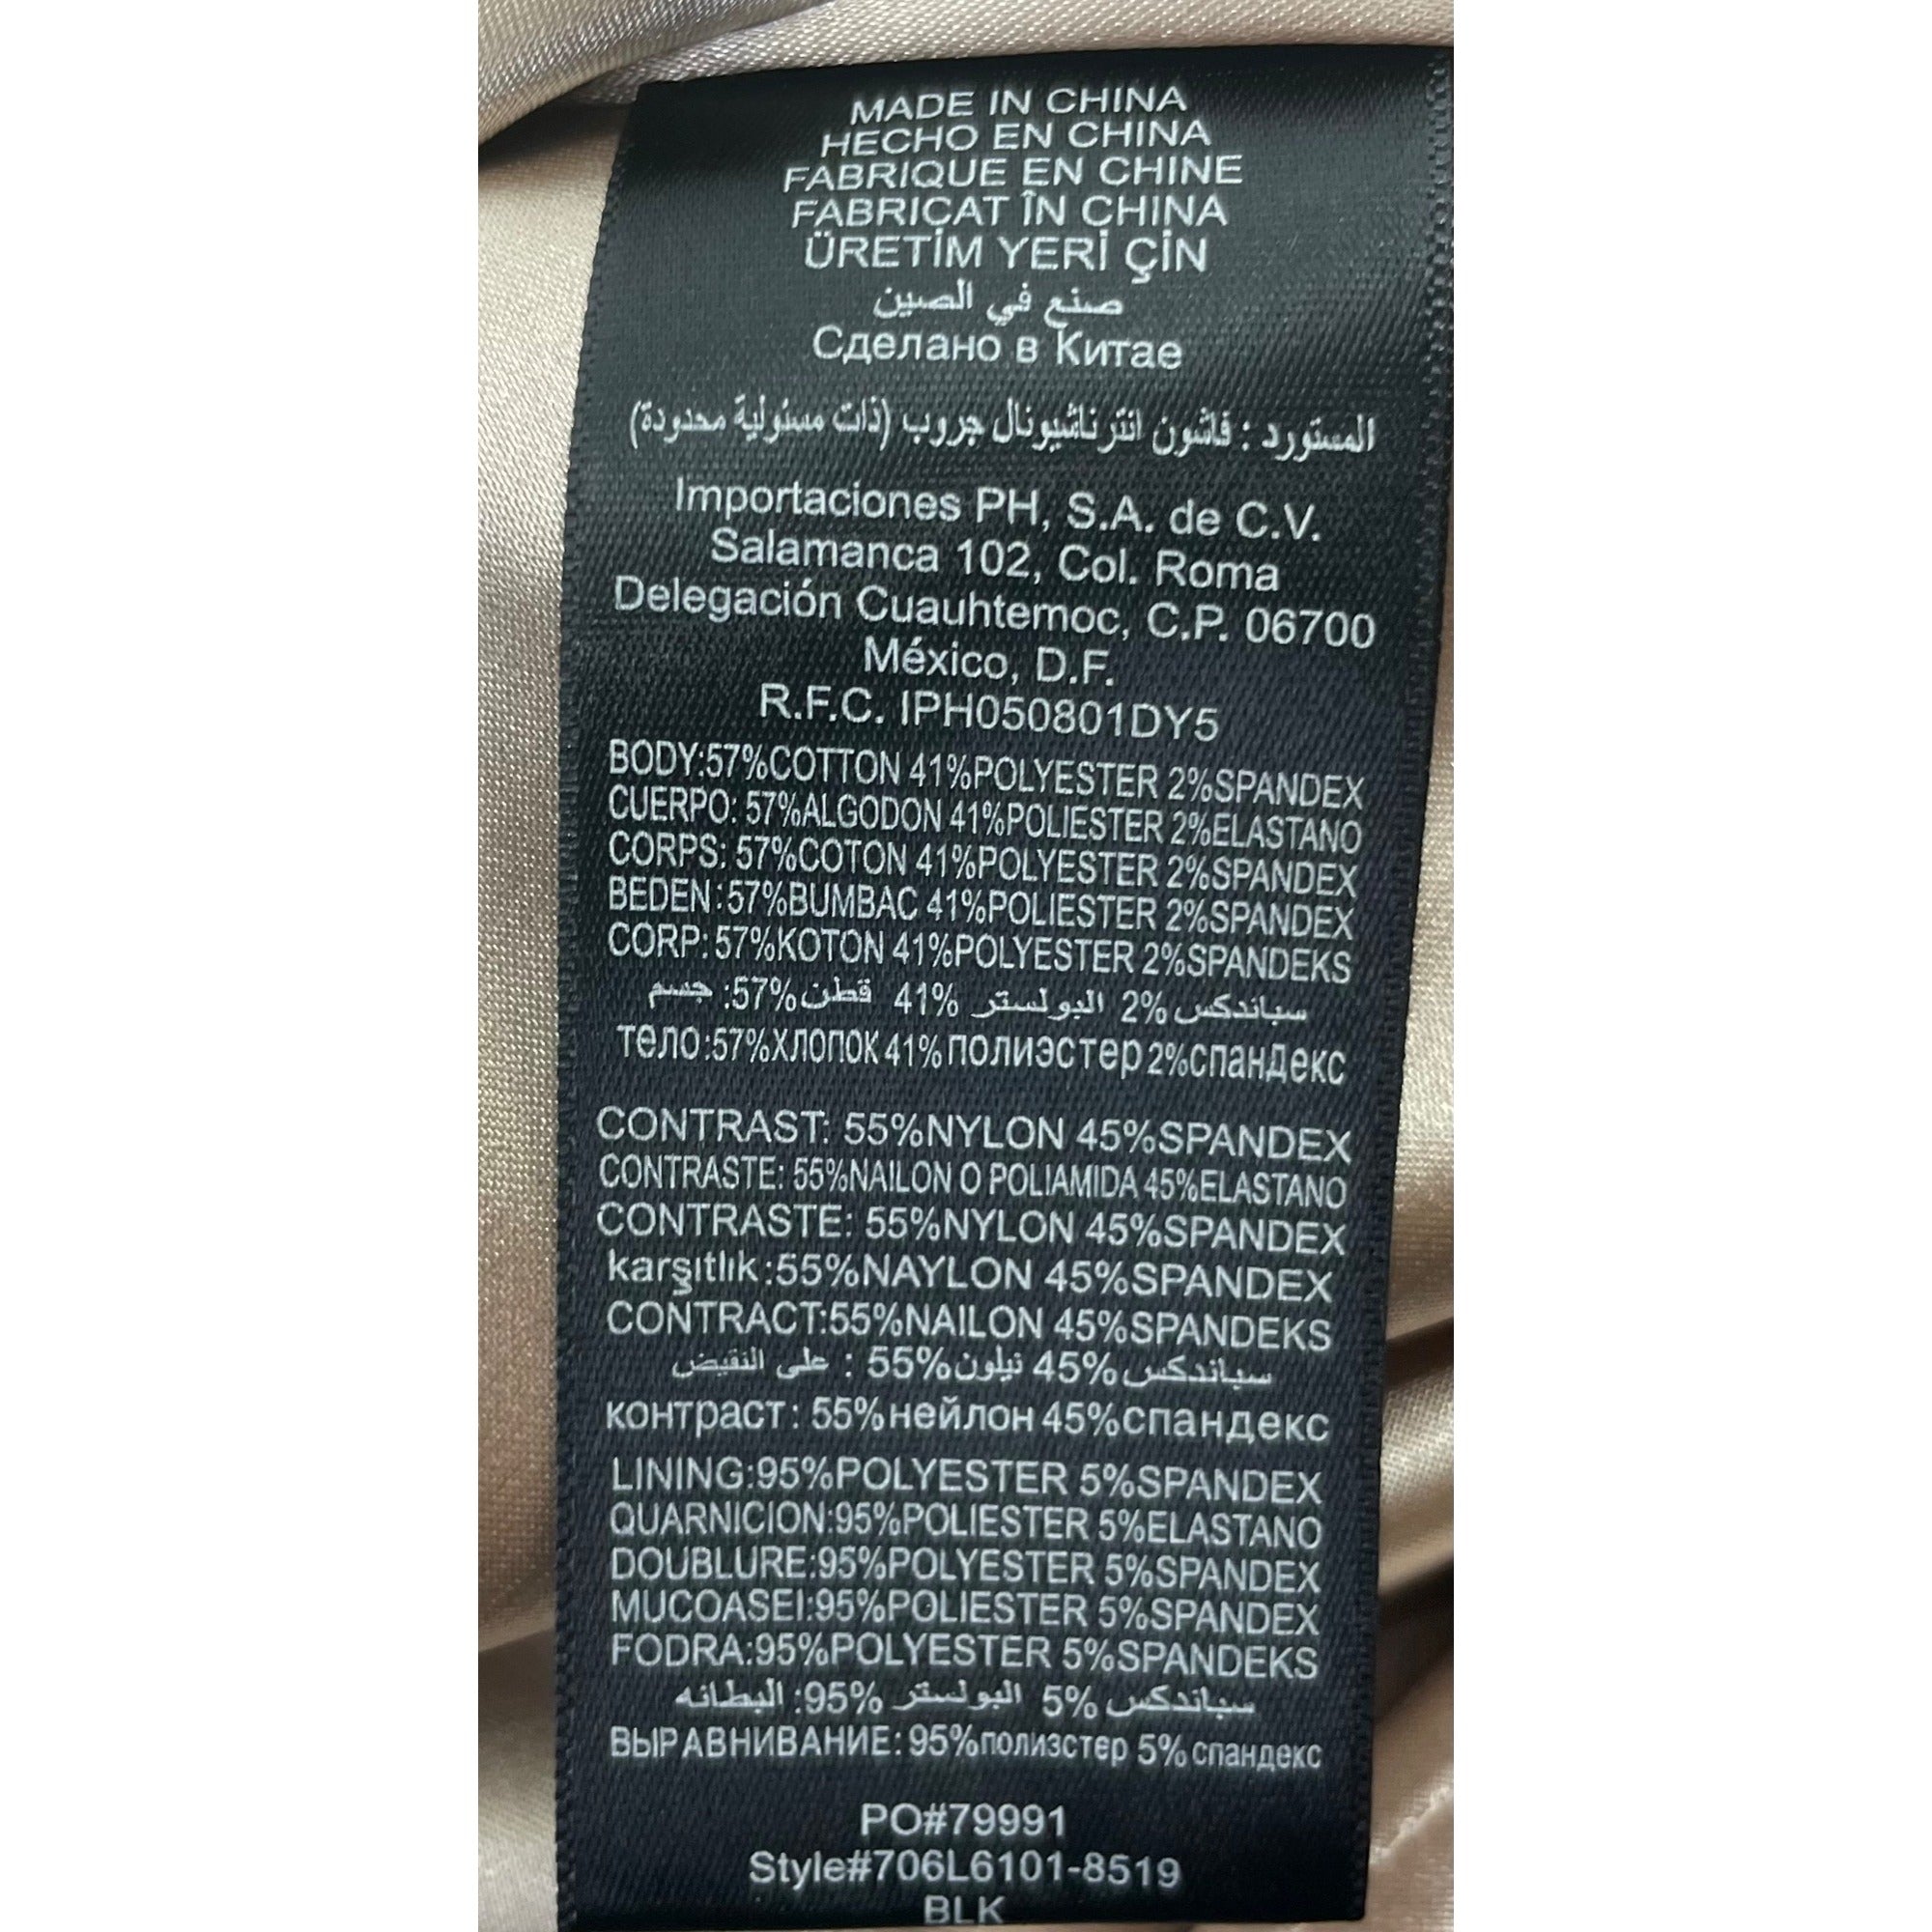 MADE IN CHINA
HECHO EN CHINA
FABRIQUE EN CHINE
FABRICAT ÎN CHINA
ÜRETİM YERİ ÇİN
صنع في الصين
Сделано в Китае
المستورد : فاشون انترناشيونال جروب (ذات مسئولية محدودة)
Importaciones PH, S.A. de C.V.
Salamanca 102, Col. Roma
Delegación Cuauhtemoc, C.P. 06700
México, D.F.
R.F.C. IPH050801DY5
BODY:57%COTTON 41%POLYESTER 2%SPANDEX
CUERPO: 57%ALGODON 41%POLIESTER 2%ELASTANO
CORPS: 57%COTON 41%POLYESTER 2%SPANDEX
BEDEN:57%BUMBAC 41%POLIESTER 2%SPANDEX
CORP:57%KOTON 41%POLYESTER 2%SPANDEKS
جسم :57%قطن 41% البولستر 2% سباندكس
тело:57%хлопок 41%полиэстер 2%спандекс
CONTRAST: 55%NYLON 45%SPANDEX
CONTRASTE: 55%NAILON O POLIAMIDA 45%ELASTANO
CONTRASTE: 55%NYLON 45%SPANDEX
karşıtlık:55%NAYLON 45%SPANDEX
CONTRACT:55%NAILON 45%SPANDEKS
على النقيض : 55%نيلون 45% سباندكس
контраст: 55%нейлон 45%спандекс
LINING:95%POLYESTER 5%SPANDEX
QUARNICION:95%POLIESTER 5%ELASTANO
DOUBLURE:95%POLYESTER 5%SPANDEX
MUCOASEI:95%POLIESTER 5%SPANDEX
FODRA:95%POLYESTER 5%SPANDEKS
البطانه :95% البولستر 5% سباندكس
ВЫРАВНИВАНИЕ: 95%полиэстер 5%спандекс
PO#79991
Style#706L6101-8519
BLK